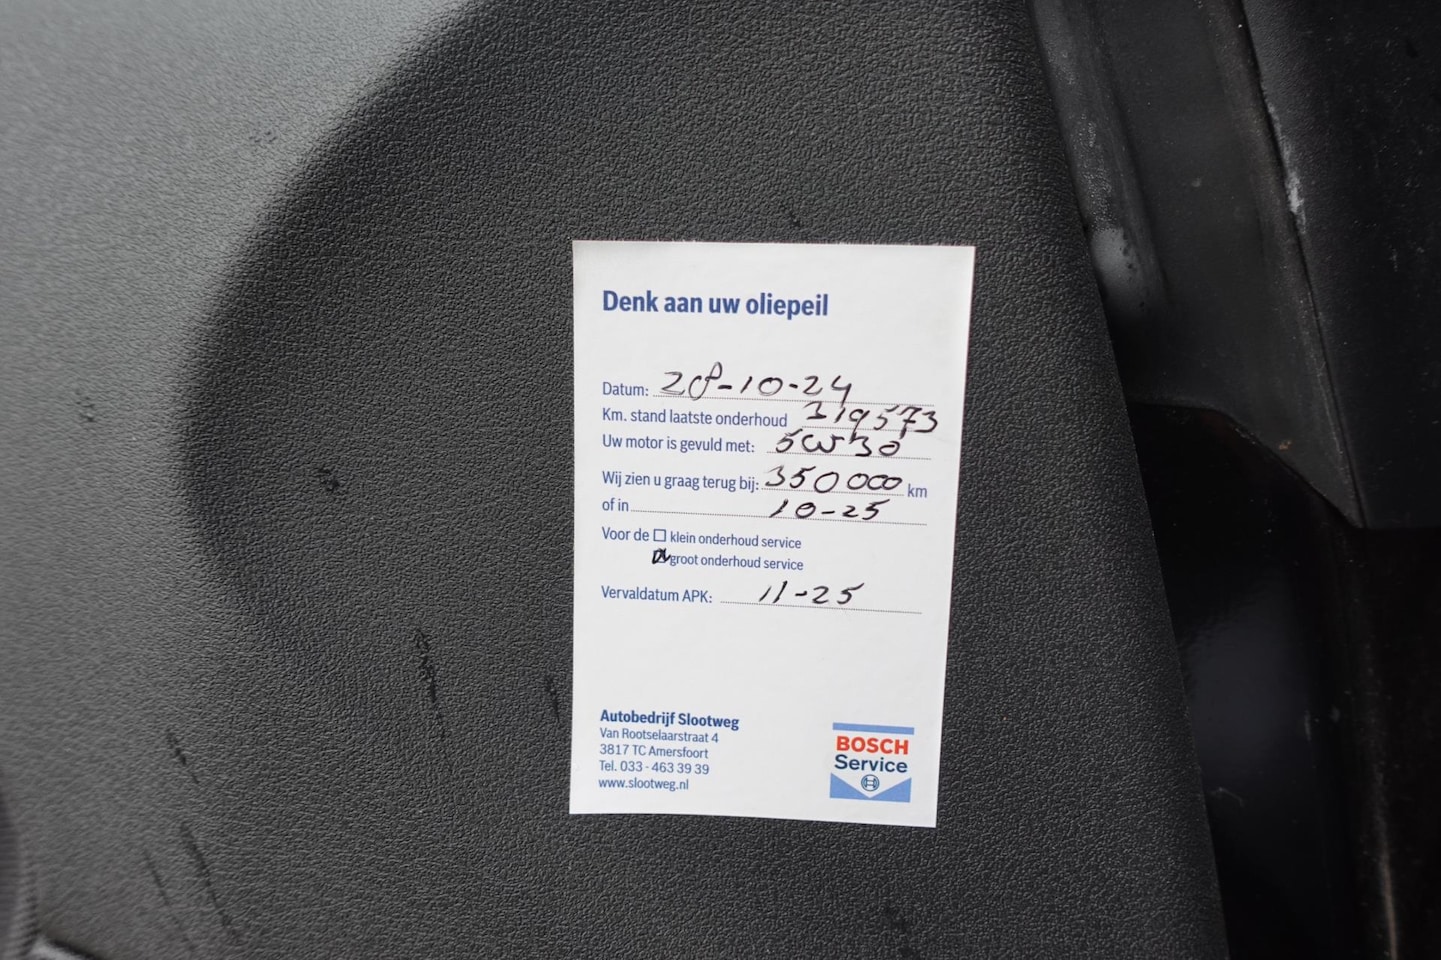 Denk aan uw oliepeil
Datum: 28-10-24
Km. stand laatste onderhoud 319573
Uw motor is gevuld met: 5W30
Wij zien u graag terug bij: 350000 km
of in 10-25
Voor de ☐ klein onderhoud service
☒ groot onderhoud service
Vervaldatum APK: 11-25
Autobedrijf Slootweg
Van Rootselaarstraat 4
3817 TC Amersfoort
Tel. 033 - 463 39 39
www.slootweg.nl
BOSCH
Service